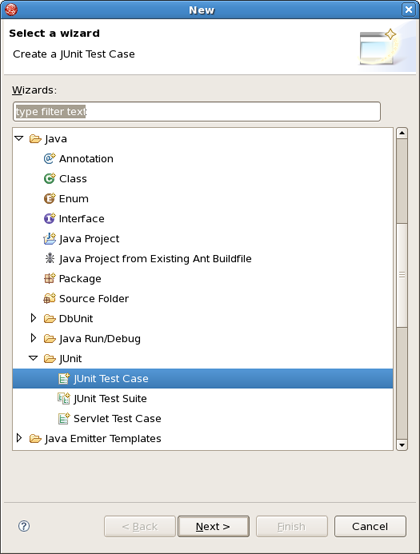 New
Select a wizard
Create a JUnit Test Case
Wizards:
type filter text
Java
Annotation
Class
Enum
Interface
Java Project
Java Project from Existing Ant Buildfile
Package
Source Folder
DbUnit
Java Run/Debug
JUnit
JUnit Test Case
JUnit Test Suite
Servlet Test Case
Java Emitter Templates
? < Back Next > Finish Cancel